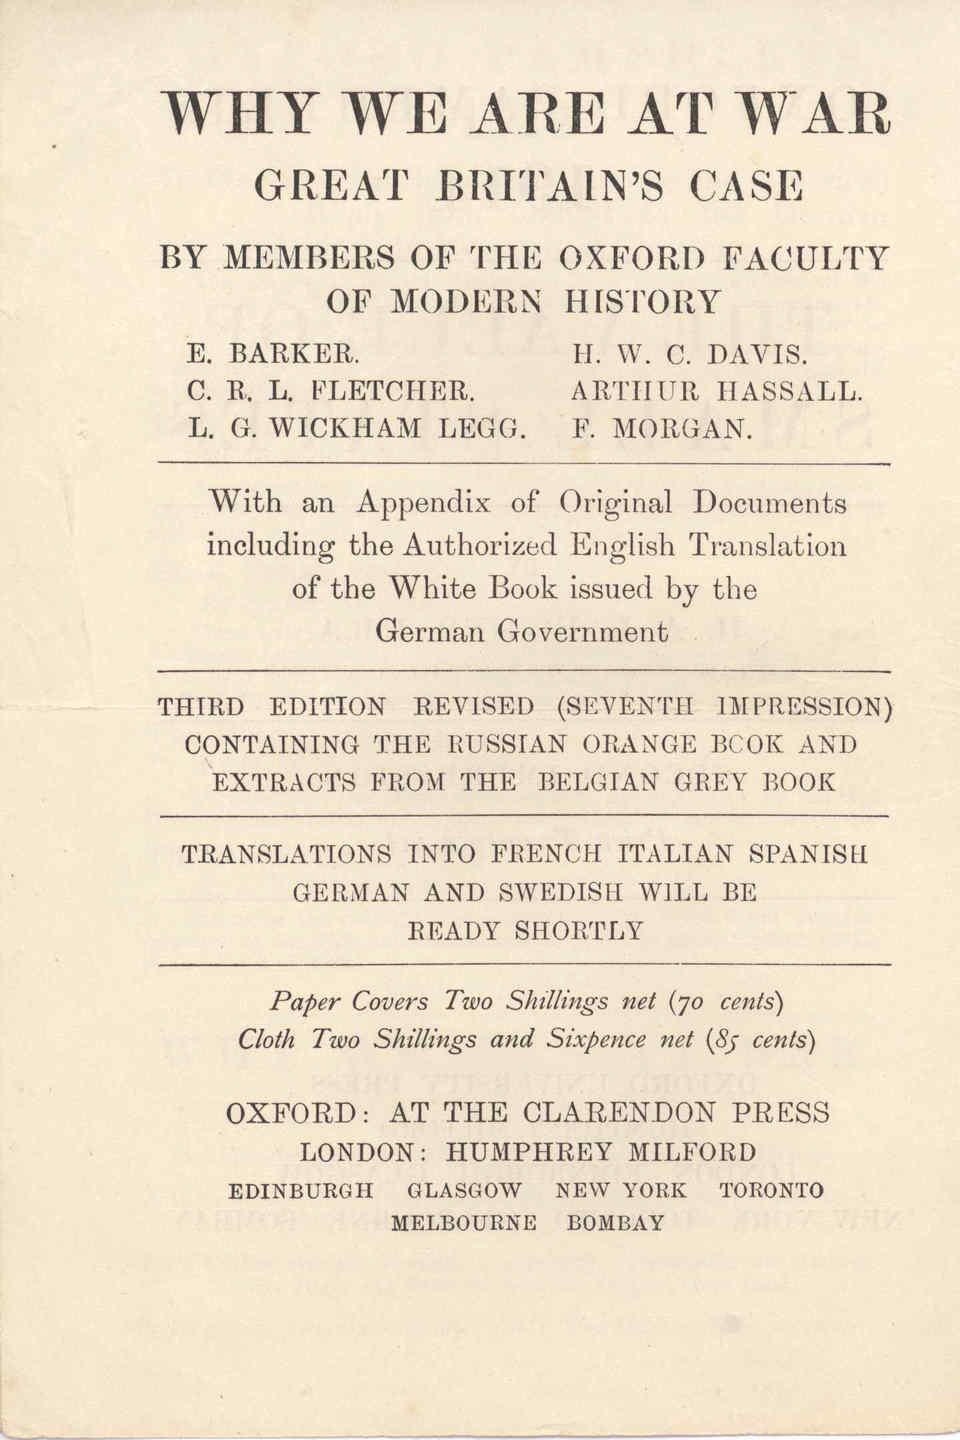 WHY WE ARE AT WAR
GREAT BRITAIN'S CASE
BY MEMBERS OF THE OXFORD FACULTY
OF MODERN HISTORY
E. BARKER. H. W. C. DAVIS.
C. R. L. FLETCHER. ARTHUR HASSALL.
L. G. WICKHAM LEGG. F. MORGAN.
With an Appendix of Original Documents
including the Authorized English Translation
of the White Book issued by the
German Government
THIRD EDITION REVISED (SEVENTH IMPRESSION)
CONTAINING THE RUSSIAN ORANGE BOOK AND
EXTRACTS FROM THE BELGIAN GREY BOOK
TRANSLATIONS INTO FRENCH ITALIAN SPANISH
GERMAN AND SWEDISH WILL BE
READY SHORTLY
Paper Covers Two Shillings net (70 cents)
Cloth Two Shillings and Sixpence net (85 cents)
OXFORD: AT THE CLARENDON PRESS
LONDON: HUMPHREY MILFORD
EDINBURGH GLASGOW NEW YORK TORONTO
MELBOURNE BOMBAY